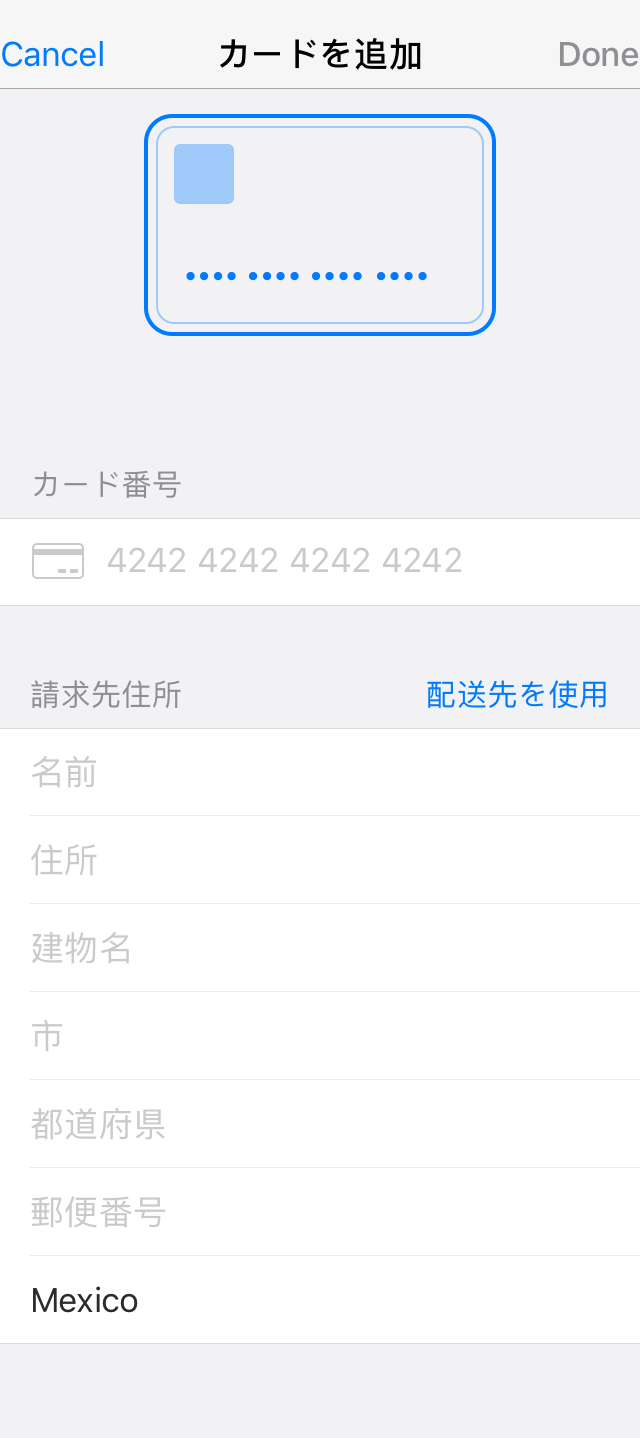 Cancel カードを追加 Done
•••• •••• •••• ••••
カード番号
4242 4242 4242 4242
請求先住所 配送先を使用
名前
住所
建物名
市
都道府県
郵便番号
Mexico